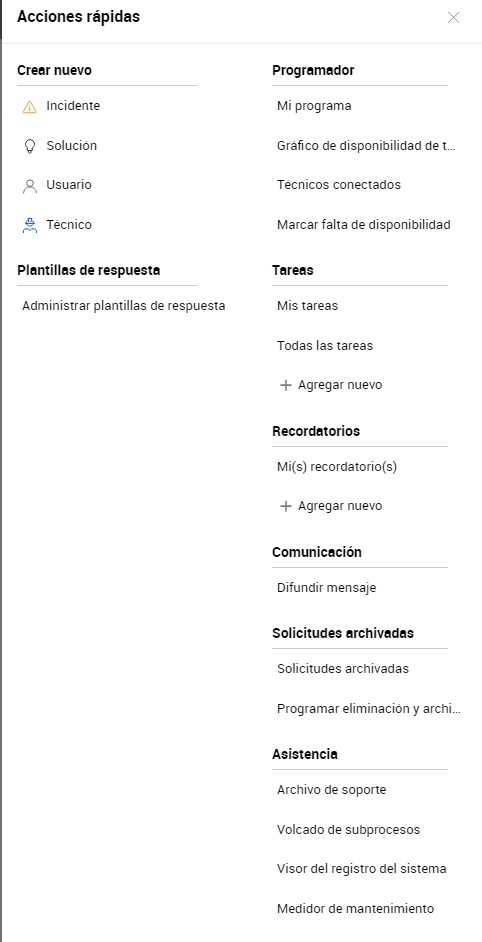 Acciones rápidas
Crear nuevo
Incidente
Solución
Usuario
Técnico
Plantillas de respuesta
Administrar plantillas de respuesta
Programador
Mi programa
Gráfico de disponibilidad de t...
Técnicos conectados
Marcar falta de disponibilidad
Tareas
Mis tareas
Todas las tareas
+ Agregar nuevo
Recordatorios
Mi(s) recordatorio(s)
+ Agregar nuevo
Comunicación
Difundir mensaje
Solicitudes archivadas
Solicitudes archivadas
Programar eliminación y archi...
Asistencia
Archivo de soporte
Volcado de subprocesos
Visor del registro del sistema
Medidor de mantenimiento